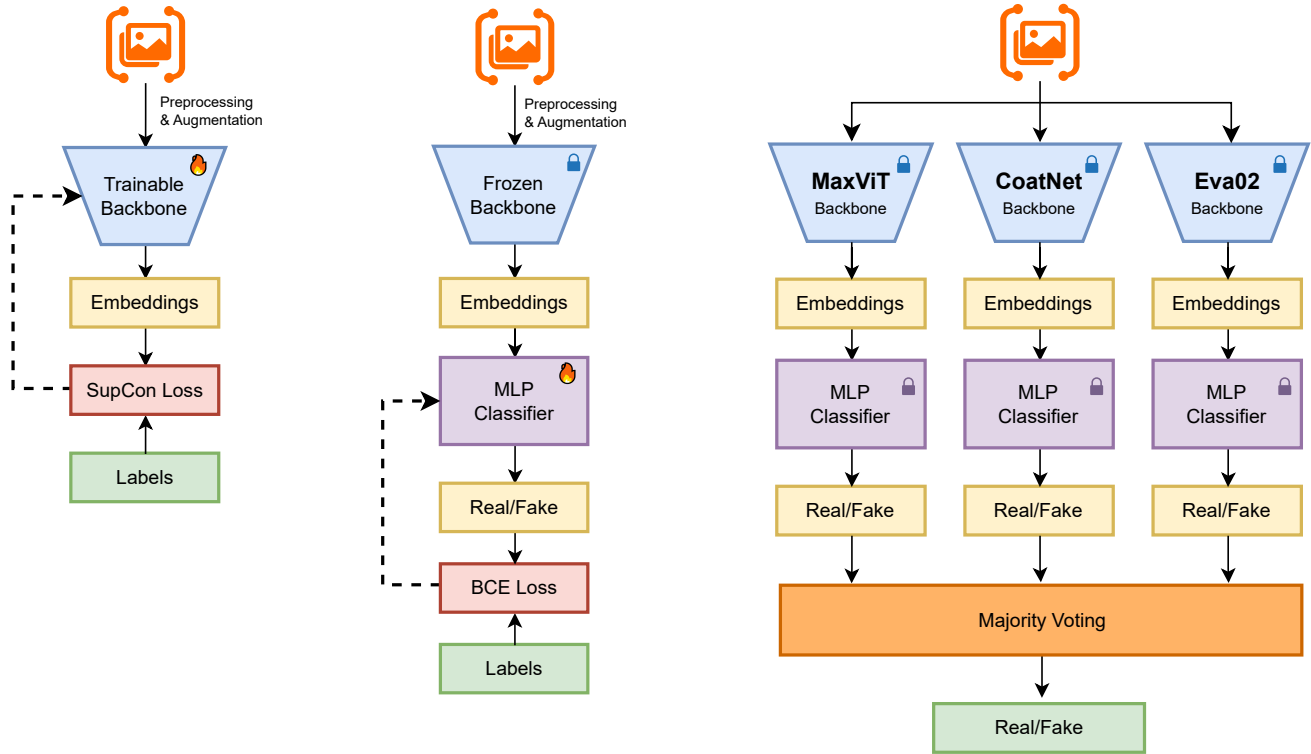 Preprocessing
& Augmentation
Trainable
Backbone
Embeddings
SupCon Loss
Labels
Preprocessing
& Augmentation
Frozen
Backbone
Embeddings
MLP
Classifier
Real/Fake
BCE Loss
Labels
MaxViT
Backbone
Embeddings
MLP
Classifier
Real/Fake
CoatNet
Backbone
Embeddings
MLP
Classifier
Real/Fake
Eva02
Backbone
Embeddings
MLP
Classifier
Real/Fake
Majority Voting
Real/Fake